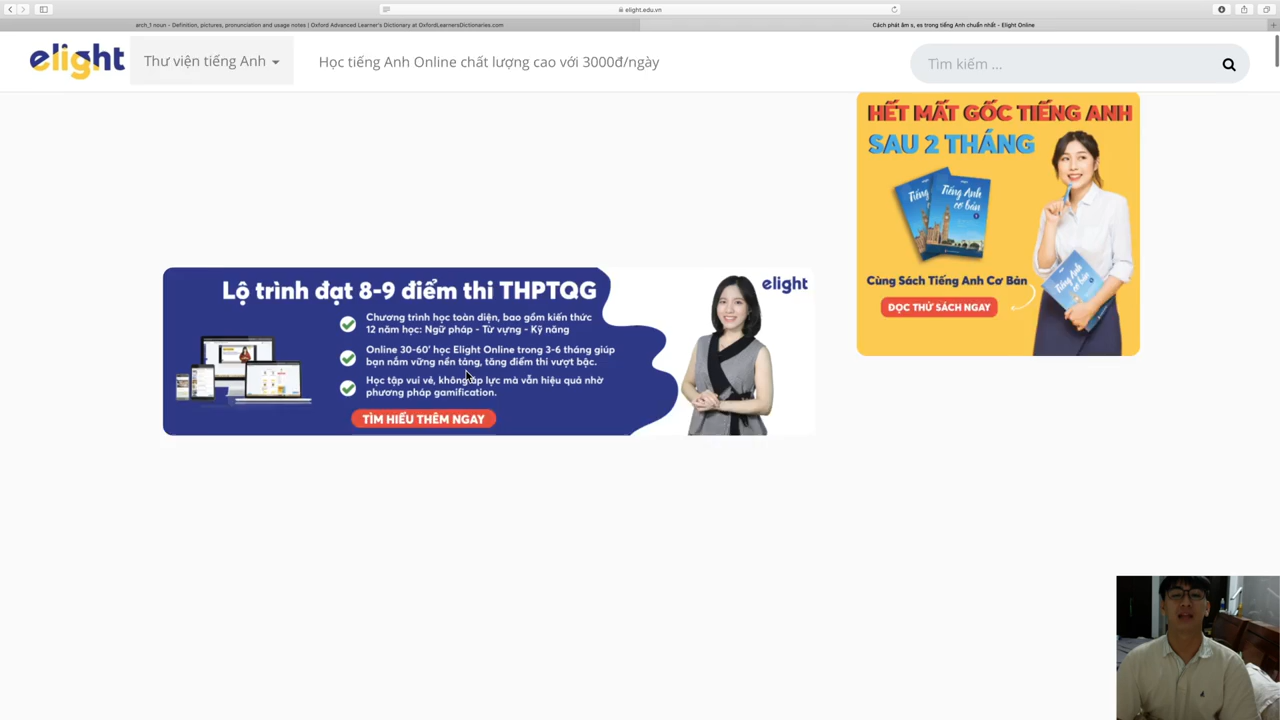 elight.edu.vn
arch_1 noun - Definition, pictures, pronunciation and usage notes | Oxford Advanced Learner's Dictionary at OxfordLearnersDictionaries.com
Cách phát âm s, es trong tiếng Anh chuẩn nhất - Elight Online
elight
Thư viện tiếng Anh
Học tiếng Anh Online chất lượng cao với 3000đ/ngày
Tìm kiếm ...
HẾT MẤT GỐC TIẾNG ANH
SAU 2 THÁNG
Tiếng Anh
cơ bản
Cùng Sách Tiếng Anh Cơ Bản
ĐỌC THỬ SÁCH NGAY
Lộ trình đạt 8-9 điểm thi THPTQG
elight
Chương trình học toàn diện, bao gồm kiến thức
12 năm học: Ngữ pháp - Từ vựng - Kỹ năng
Online 30-60' học Elight Online trong 3-6 tháng giúp
bạn nắm vững nền tảng, tăng điểm thi vượt bậc.
Học tập vui vẻ, không áp lực mà vẫn hiệu quả nhờ
phương pháp gamification.
TÌM HIỂU THÊM NGAY